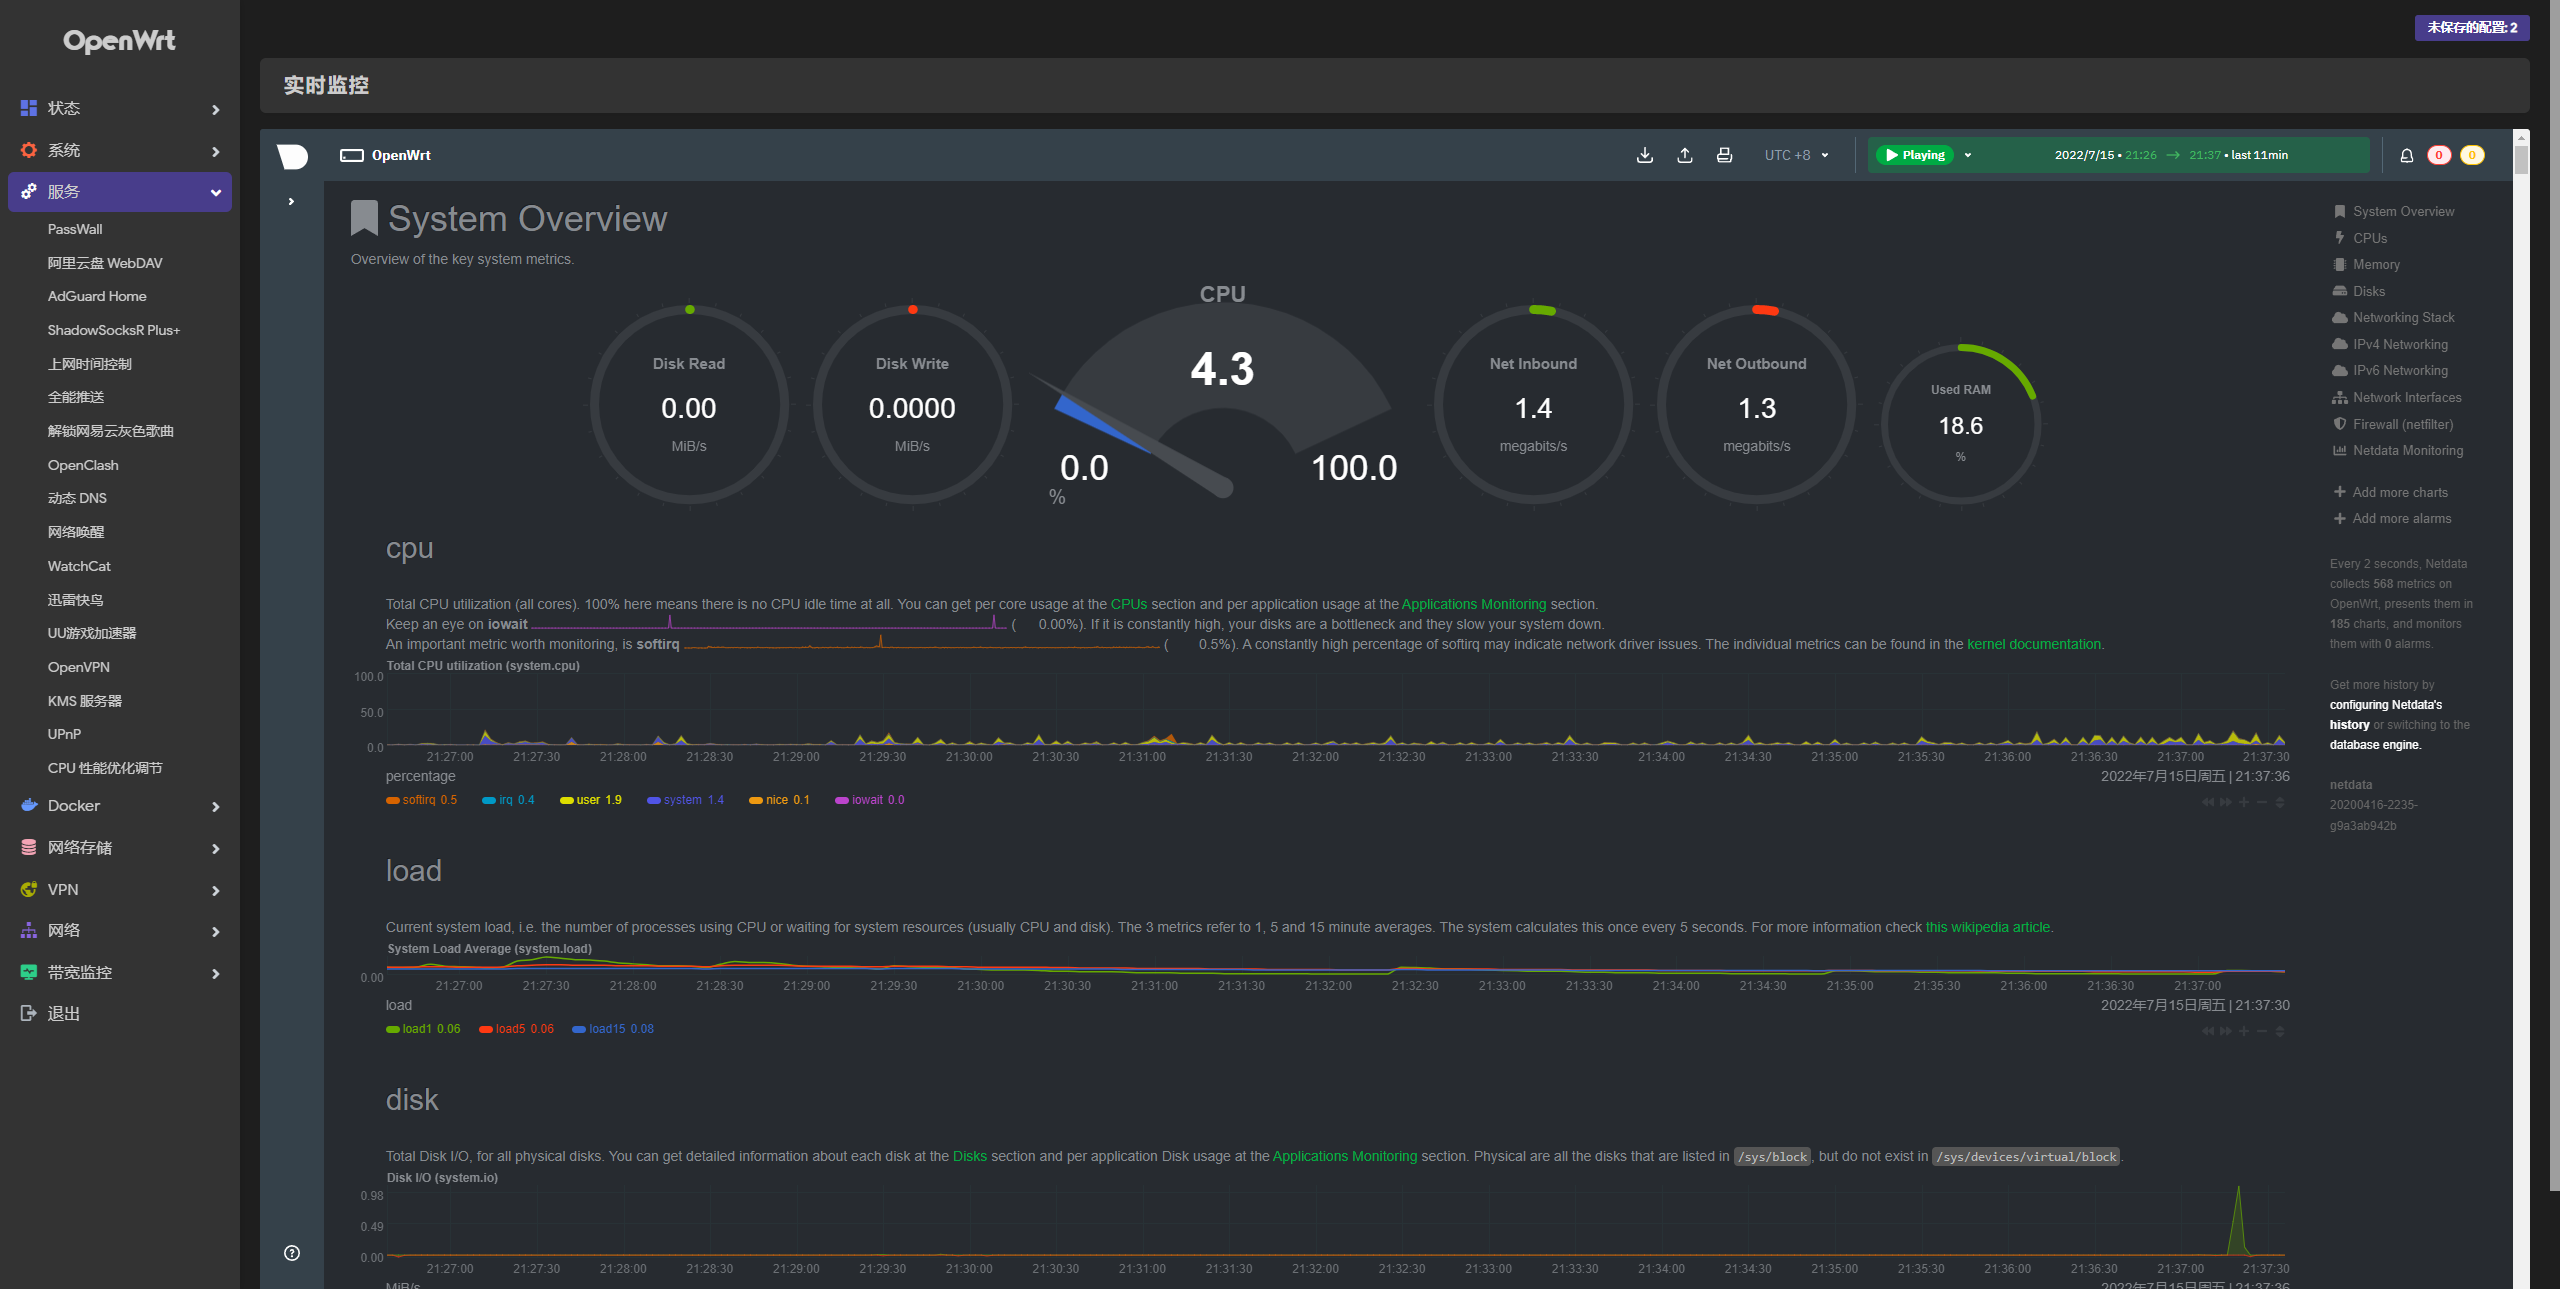 OpenWrt
状态
系统
服务
PassWall
阿里云盘 WebDAV
AdGuard Home
ShadowSocksR Plus+
上网时间控制
全能推送
解锁网易云灰色歌曲
OpenClash
动态 DNS
网络唤醒
WatchCat
迅雷快鸟
UU游戏加速器
OpenVPN
KMS 服务器
UPnP
CPU 性能优化调节
Docker
网络存储
VPN
网络
带宽监控
退出
未保存的配置: 2
实时监控
OpenWrt
UTC +8
Playing
2022/7/15 • 21:26 → 21:37 • last 11min
0
0
System Overview
Overview of the key system metrics.
Disk Read
0.00
MiB/s
Disk Write
0.0000
MiB/s
CPU
4.3
0.0
100.0
%
Net Inbound
1.4
megabits/s
Net Outbound
1.3
megabits/s
Used RAM
18.6
%
cpu
Total CPU utilization (all cores). 100% here means there is no CPU idle time at all. You can get per core usage at the CPUs section and per application usage at the Applications Monitoring section.
Keep an eye on iowait ( 0.00%). If it is constantly high, your disks are a bottleneck and they slow your system down.
An important metric worth monitoring, is softirq ( 0.5%). A constantly high percentage of softirq may indicate network driver issues. The individual metrics can be found in the kernel documentation.
Total CPU utilization (system.cpu)
100.0
50.0
0.0
21:27:00 21:27:30 21:28:00 21:28:30 21:29:00 21:29:30 21:30:00 21:30:30 21:31:00 21:31:30 21:32:00 21:32:30 21:33:00 21:33:30 21:34:00 21:34:30 21:35:00 21:35:30 21:36:00 21:36:30 21:37:00 21:37:30
percentage
2022年7月15日周五 | 21:37:36
softirq 0.5 irq 0.4 user 1.9 system 1.4 nice 0.1 iowait 0.0
load
Current system load, i.e. the number of processes using CPU or waiting for system resources (usually CPU and disk). The 3 metrics refer to 1, 5 and 15 minute averages. The system calculates this once every 5 seconds. For more information check this wikipedia article.
System Load Average (system.load)
0.00
21:27:00 21:27:30 21:28:00 21:28:30 21:29:00 21:29:30 21:30:00 21:30:30 21:31:00 21:31:30 21:32:00 21:32:30 21:33:00 21:33:30 21:34:00 21:34:30 21:35:00 21:35:30 21:36:00 21:36:30 21:37:00
load
2022年7月15日周五 | 21:37:30
load1 0.06 load5 0.06 load15 0.08
disk
Total Disk I/O, for all physical disks. You can get detailed information about each disk at the Disks section and per application Disk usage at the Applications Monitoring section. Physical are all the disks that are listed in /sys/block, but do not exist in /sys/devices/virtual/block.
Disk I/O (system.io)
0.98
0.49
0.00
21:27:00 21:27:30 21:28:00 21:28:30 21:29:00 21:29:30 21:30:00 21:30:30 21:31:00 21:31:30 21:32:00 21:32:30 21:33:00 21:33:30 21:34:00 21:34:30 21:35:00 21:35:30 21:36:00 21:36:30 21:37:00 21:37:30
MiB/s
2022年7月15日周五 | 21:37:36
System Overview
CPUs
Memory
Disks
Networking Stack
IPv4 Networking
IPv6 Networking
Network Interfaces
Firewall (netfilter)
Netdata Monitoring
Add more charts
Add more alarms
Every 2 seconds, Netdata
collects 568 metrics on
OpenWrt, presents them in
185 charts, and monitors
them with 0 alarms.
Get more history by
configuring Netdata's
history or switching to the
database engine.
netdata
20200416-2235-
g9a3ab942b